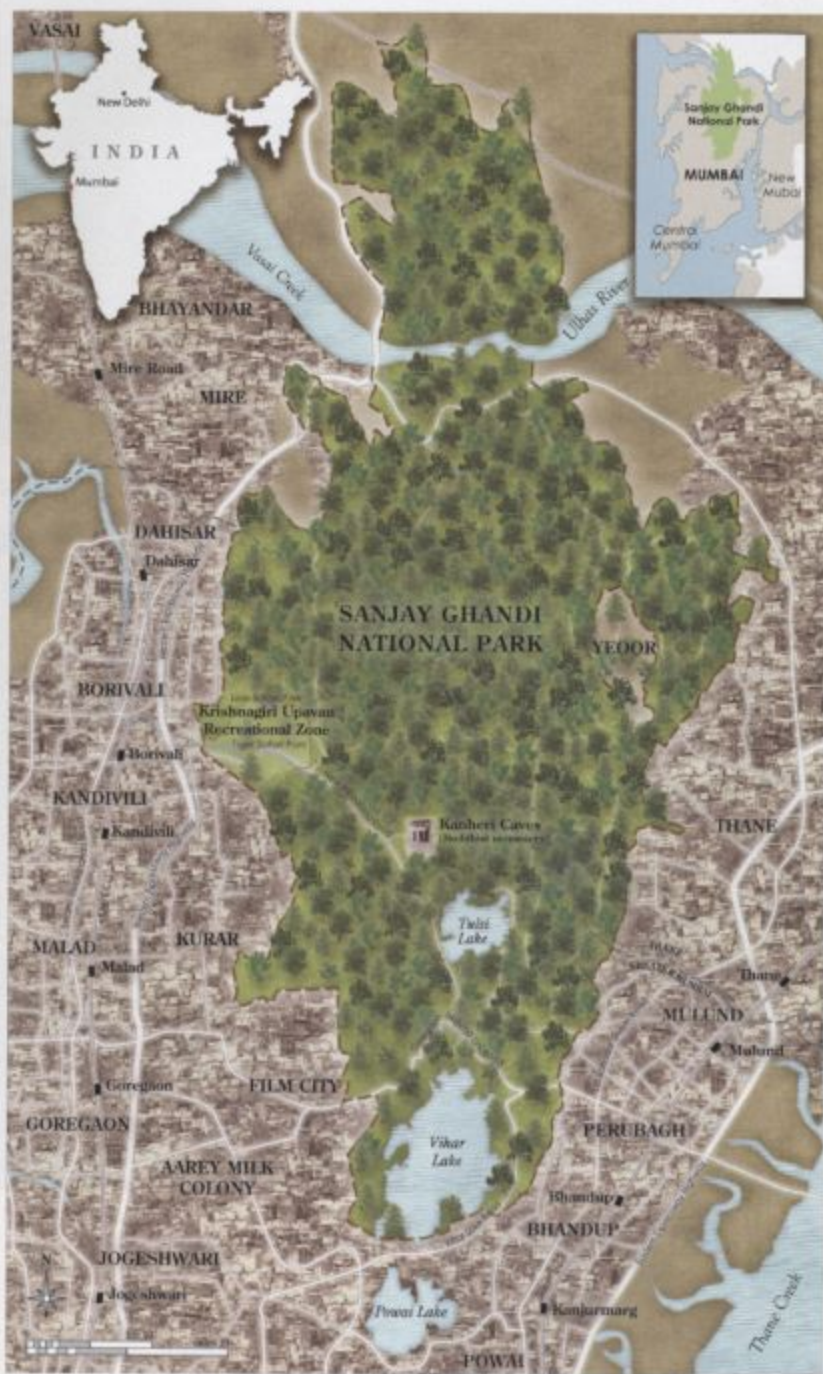 VASAI
New Delhi
INDIA
Mumbai
Sanjay Ghandi
National Park
MUMBAI
New
Mubai
Central
Mumbai
Vasai Creek
Ulhas River
BHAYANDAR
Mire Road
MIRE
DAHISAR
Dahisar
SANJAY GHANDI
NATIONAL PARK
YEOOR
BORIVALI
Krishnagiri Upavan
Recreational Zone
Borivali
KANDIVILI
Kandivili
Kanheri Caves
THANE
Tulsi
Lake
MALAD
KURAR
Malad
Thane
MULUND
Mulund
Goregaon
FILM CITY
GOREGAON
PERUBAGH
Vihar
Lake
AAREY MILK
COLONY
Bhandup
BHANDUP
N
JOGESHWARI
Jogeshwari
Powai Lake
Kanjurmarg
POWAI
Thane Creek